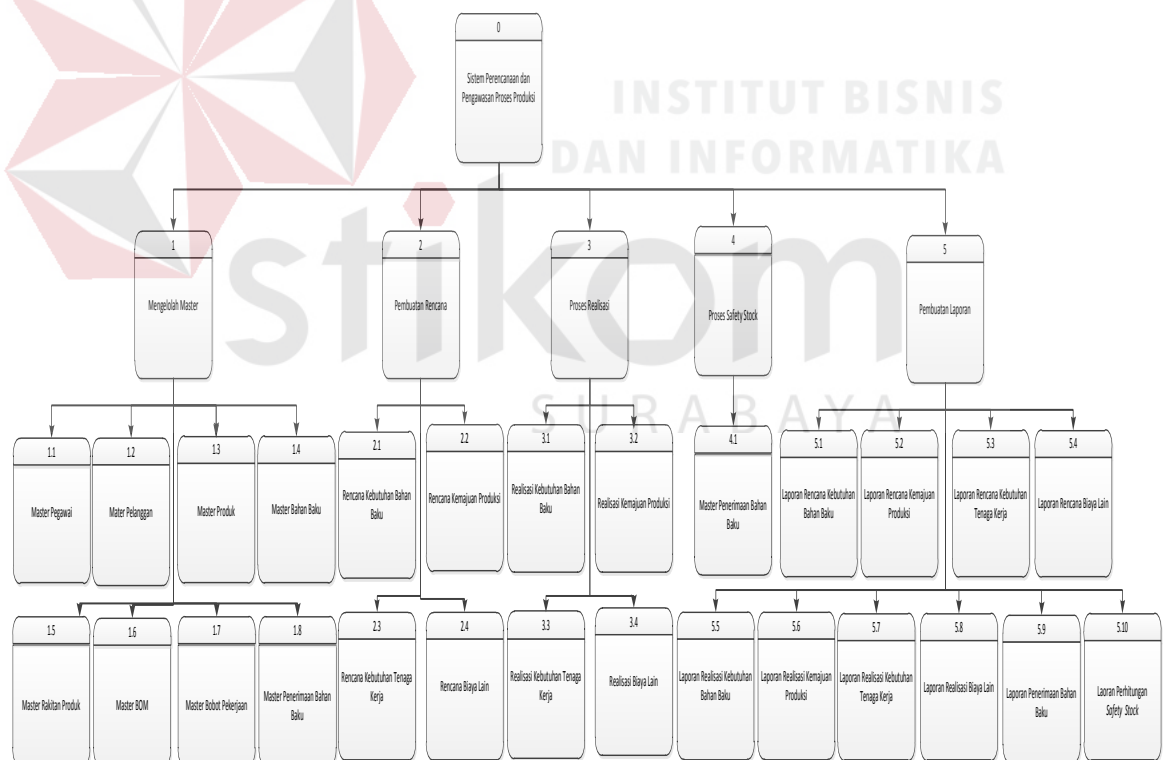 INSTITUT BISNIS
DAN INFORMATIKA
stikom
SURABAYA
0
Sistem Perencanaan dan
Pengawasan Proses Produksi
1
Mengelolah Master
2
Pembuatan Rencana
3
Proses Realisasi
4
Proses Safety Stock
5
Pembuatan Laporan
1.1
Master Pegawai
1.2
Mater Pelanggan
1.3
Master Produk
1.4
Master Bahan Baku
2.1
Rencana Kebutuhan Bahan
Baku
2.2
Rencana Kemajuan Produksi
3.1
Realisasi Kebutuhan Bahan
Baku
3.2
Realisasi Kemajuan Produksi
4.1
Master Penerimaan Bahan
Baku
5.1
Laporan Rencana Kebutuhan
Bahan Baku
5.2
Laporan Rencana Kemajuan
Produksi
5.3
Laporan Rencana Kebutuhan
Tenaga Kerja
5.4
Laporan Rencana Biaya Lain
1.5
Master Rakitan Produk
1.6
Master BOM
1.7
Master Bobot Pekerjaan
1.8
Master Penerimaan Bahan
Baku
2.3
Rencana Kebutuhan Tenaga
Kerja
2.4
Rencana Biaya Lain
3.3
Realisasi Kebutuhan Tenaga
Kerja
3.4
Realisasi Biaya Lain
5.5
Laporan Realisasi Kebutuhan
Bahan Baku
5.6
Laporan Realisasi Kemajuan
Produksi
5.7
Laporan Realisasi Kebutuhan
Tenaga Kerja
5.8
Laporan Realisasi Biaya Lain
5.9
Laporan Penerimaan Bahan
Baku
5.10
Laoran Perhitungan
Safety Stock